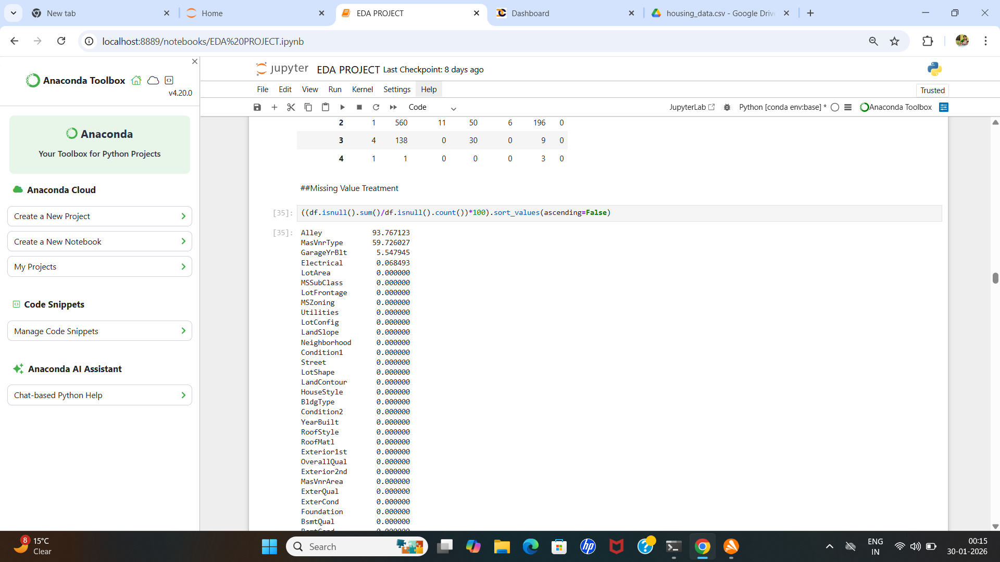 New tab
Home
EDA PROJECT
Dashboard
housing_data.csv - Google Driv
localhost:8889/notebooks/EDA%20PROJECT.ipynb
Anaconda Toolbox
v4.20.0
Anaconda
Your Toolbox for Python Projects
Anaconda Cloud
Create a New Project
Create a New Notebook
My Projects
Code Snippets
Manage Code Snippets
Anaconda AI Assistant
Chat-based Python Help
jupyter EDA PROJECT Last Checkpoint: 8 days ago
File Edit View Run Kernel Settings Help
Trusted
Code
JupyterLab
Python [conda env:base] *
Anaconda Toolbox
2 1 560 11 50 6 196 0
3 4 138 0 30 0 9 0
4 1 1 0 0 0 3 0
##Missing Value Treatment
[35]: ((df.isnull().sum()/df.isnull().count())*100).sort_values(ascending=False)
[35]: Alley 93.767123
MasVnrType 59.726027
GarageYrBlt 5.547945
Electrical 0.068493
LotArea 0.000000
MSSubClass 0.000000
LotFrontage 0.000000
MSZoning 0.000000
Utilities 0.000000
LotConfig 0.000000
LandSlope 0.000000
Neighborhood 0.000000
Condition1 0.000000
Street 0.000000
LotShape 0.000000
LandContour 0.000000
HouseStyle 0.000000
BldgType 0.000000
Condition2 0.000000
YearBuilt 0.000000
RoofStyle 0.000000
RoofMatl 0.000000
Exterior1st 0.000000
OverallQual 0.000000
Exterior2nd 0.000000
MasVnrArea 0.000000
ExterQual 0.000000
ExterCond 0.000000
Foundation 0.000000
BsmtQual 0.000000
8
15°C
Clear
Search
hp
ENG
IN
00:15
30-01-2026